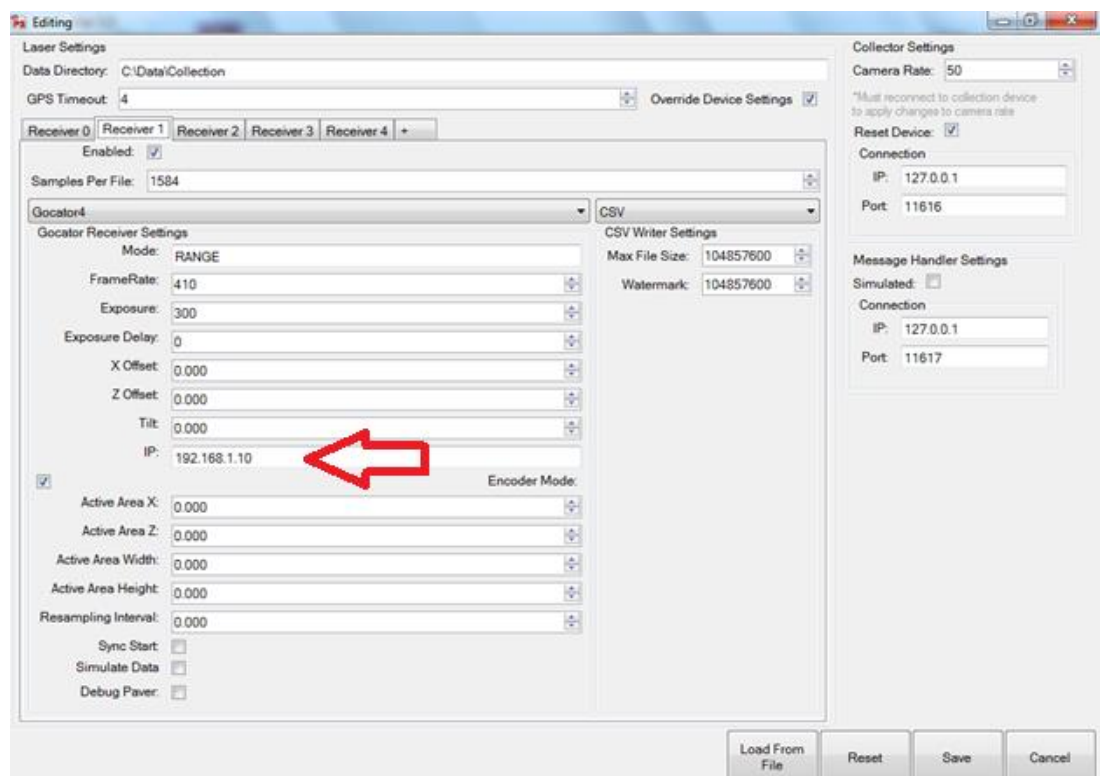 Editing
Laser Settings
Data Directory: C:\Data\Collection
GPS Timeout: 4 Override Device Settings
Receiver 0 Receiver 1 Receiver 2 Receiver 3 Receiver 4 +
Enabled:
Samples Per File: 1584
Gocator4 CSV
Gocator Receiver Settings
Mode: RANGE
FrameRate: 410
Exposure: 300
Exposure Delay: 0
X Offset: 0.000
Z Offset: 0.000
Tilt: 0.000
IP: 192.168.1.10
Encoder Mode:
Active Area X: 0.000
Active Area Z: 0.000
Active Area Width: 0.000
Active Area Height: 0.000
Resampling Interval: 0.000
Sync Start:
Simulate Data
Debug Paver:
CSV Writer Settings
Max File Size: 104857600
Watermark: 104857600
Collector Settings
Camera Rate: 50
*Must reconnect to collection device
to apply changes to camera rate
Reset Device:
Connection
IP: 127.0.0.1
Port: 11616
Message Handler Settings
Simulated:
Connection
IP: 127.0.0.1
Port: 11617
Load From
File
Reset
Save
Cancel